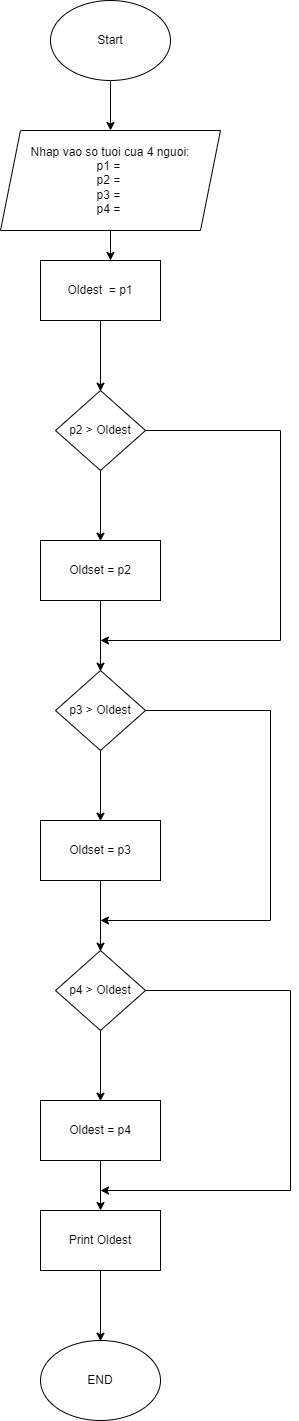 Start
Nhap vao so tuoi cua 4 nguoi:
p1 =
p2 =
p3 =
p4 =
Oldest = p1
p2 > Oldest
Oldset = p2
p3 > Oldest
Oldset = p3
p4 > Oldest
Oldest = p4
Print Oldest
END